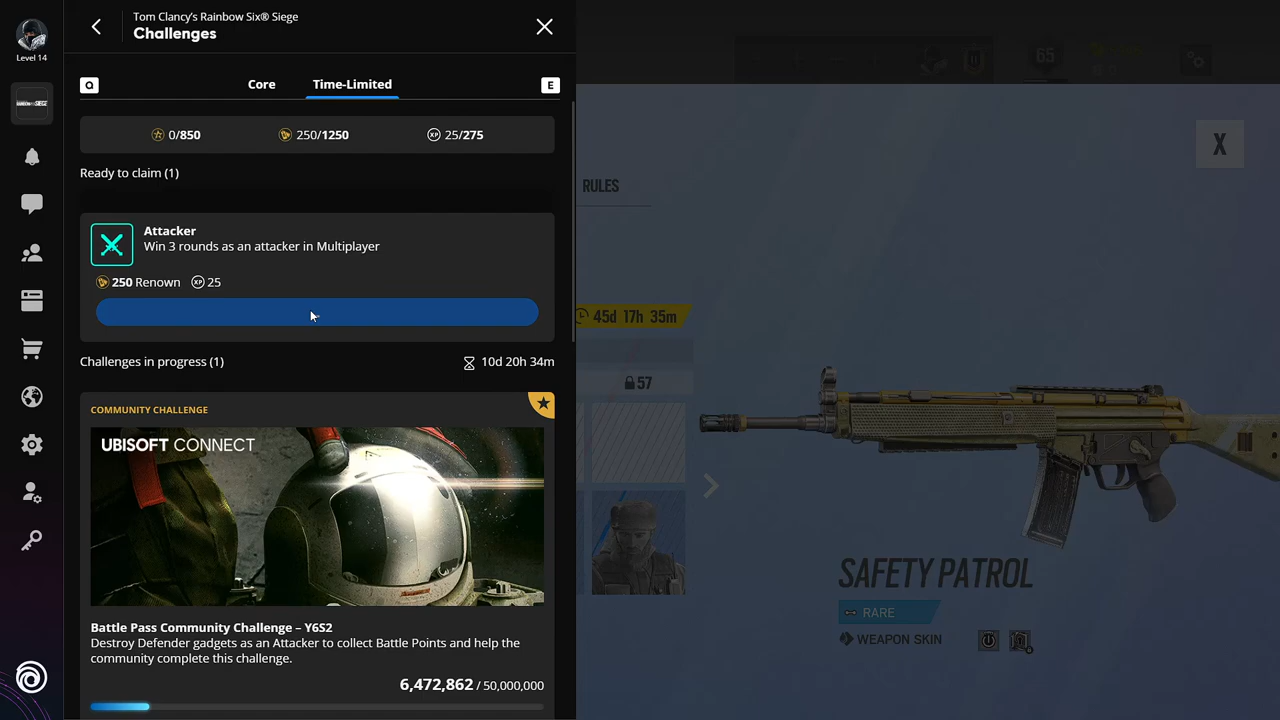 Tom Clancy's Rainbow Six® Siege
Challenges
Level 14
Q
Core
Time-Limited
E
0/850
250/1250
XP 25/275
Ready to claim (1)
Attacker
Win 3 rounds as an attacker in Multiplayer
250 Renown XP 25
Challenges in progress (1)
10d 20h 34m
COMMUNITY CHALLENGE
UBISOFT CONNECT
Battle Pass Community Challenge – Y6S2
Destroy Defender gadgets as an Attacker to collect Battle Points and help the
community complete this challenge.
6,472,862 / 50,000,000
65
X
RULES
45d 17h 35m
57
SAFETY PATROL
RARE
WEAPON SKIN